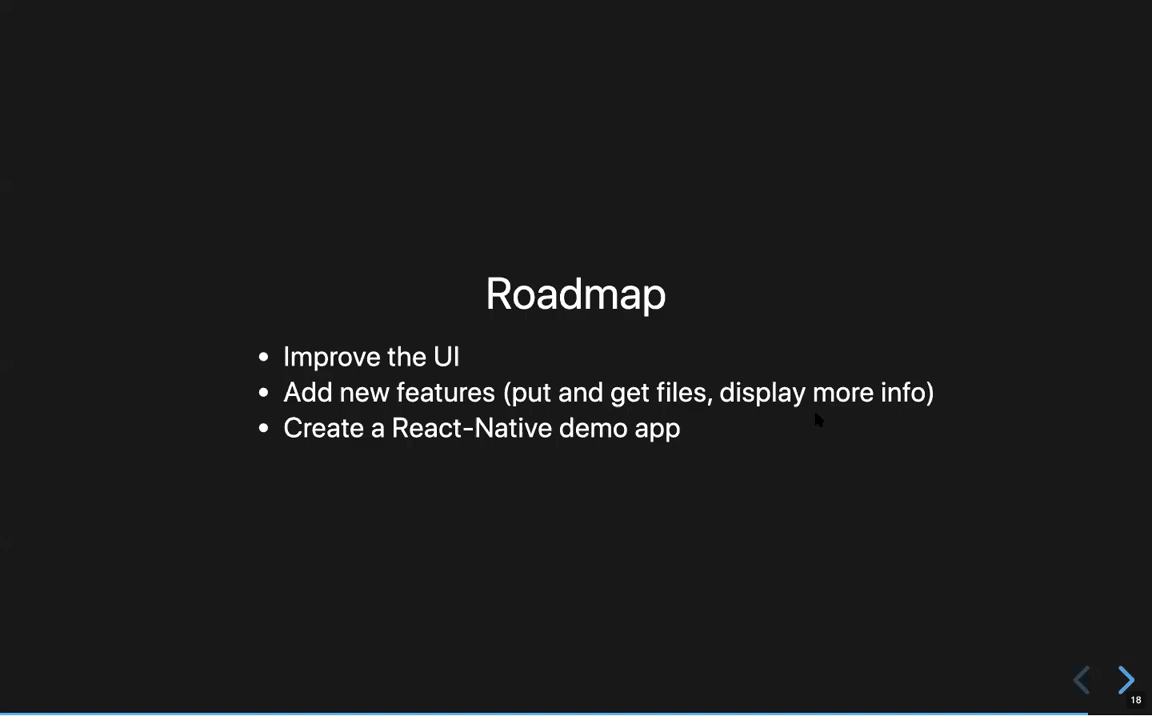 Roadmap
• Improve the UI
• Add new features (put and get files, display more info)
• Create a React-Native demo app
18